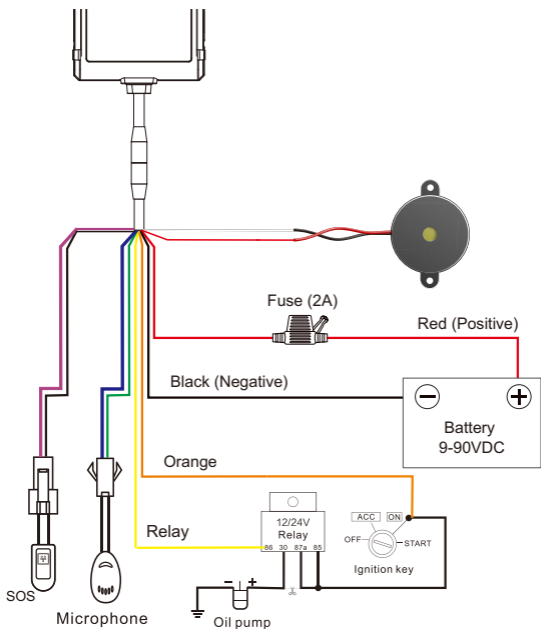 Fuse (2A)
Red (Positive)
Black (Negative)
Battery
9-90VDC
Orange
12/24V
Relay
86 30 87a 85
Relay
ACC ON
OFF START
Ignition key
SOS
Microphone
Oil pump
- +